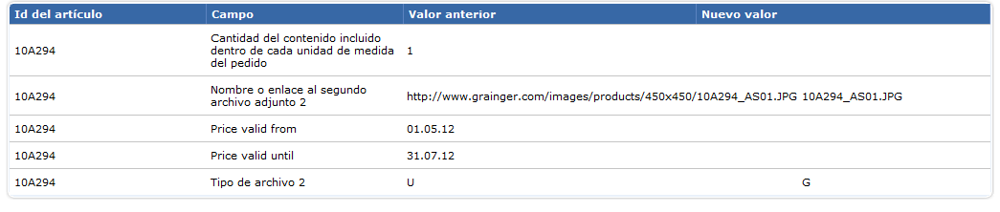 Id del artículo Campo Valor anterior Nuevo valor
10A294 Cantidad del contenido incluido dentro de cada unidad de medida del pedido 1
10A294 Nombre o enlace al segundo archivo adjunto 2 http://www.grainger.com/images/products/450x450/10A294_AS01.JPG 10A294_AS01.JPG
10A294 Price valid from 01.05.12
10A294 Price valid until 31.07.12
10A294 Tipo de archivo 2 U G